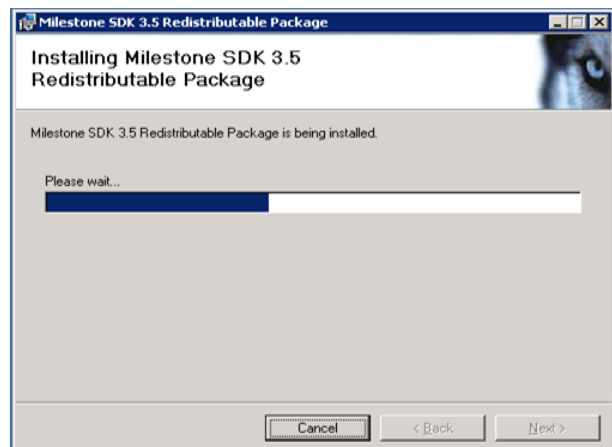 Milestone SDK 3.5 Redistributable Package
Installing Milestone SDK 3.5
Redistributable Package
Milestone SDK 3.5 Redistributable Package is being installed.
Please wait...
Cancel
< Back
Next >